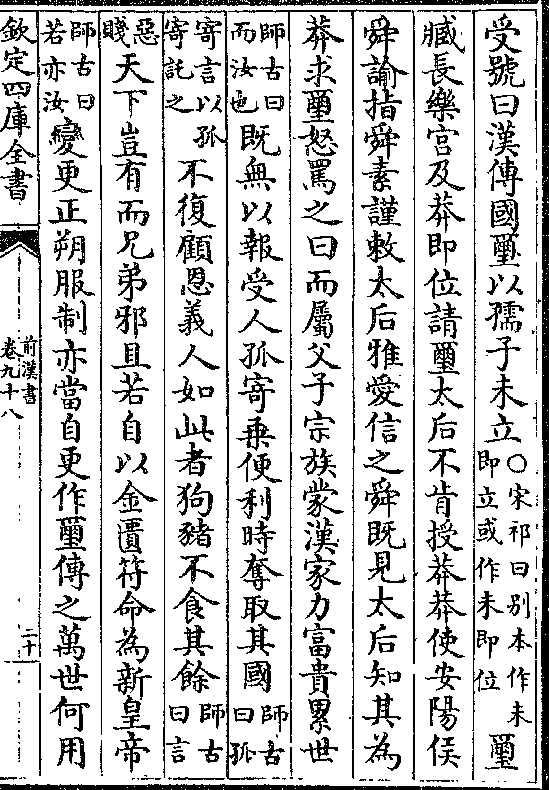 受號曰漢傳國璽以孺子未立〇宋祁曰別本作未即立或作未即位璽
臧長樂宮及莽即位請璽太后不肯授莽莽使安陽侯
舜諭指舜素謹敕太后雅愛信之舜既見太后知其為
莽求璽怒罵之曰而屬父子宗族蒙漢家力富貴累世
師古曰而汝也既無以報受人孤寄乗便利時奪取其國師古曰孤
寄言以孤寄託之不復顧恩義人如此者狗豬不食其餘師古曰言
惡賤天下豈有而兄弟邪且若自以金匱符命為新皇帝
師古曰若亦汝變更正朔服制亦當自更作璽傳之萬世何用
欽定四庫全書
前漢書
卷九十八
二十